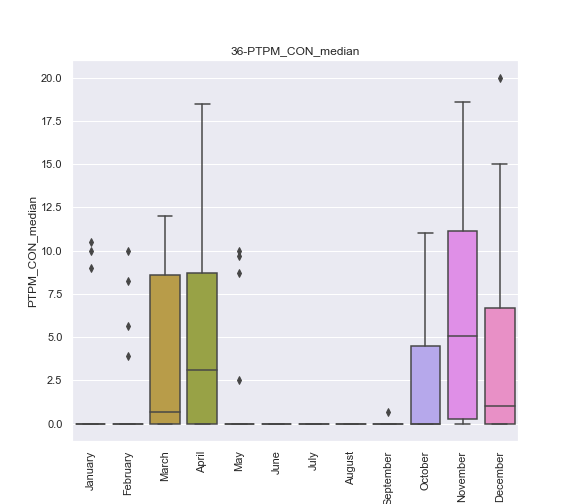 36-PTPM_CON_median
PTPM_CON_median
20.0
17.5
15.0
12.5
10.0
7.5
5.0
2.5
0.0
January
February
March
April
May
June
July
August
September
October
November
December